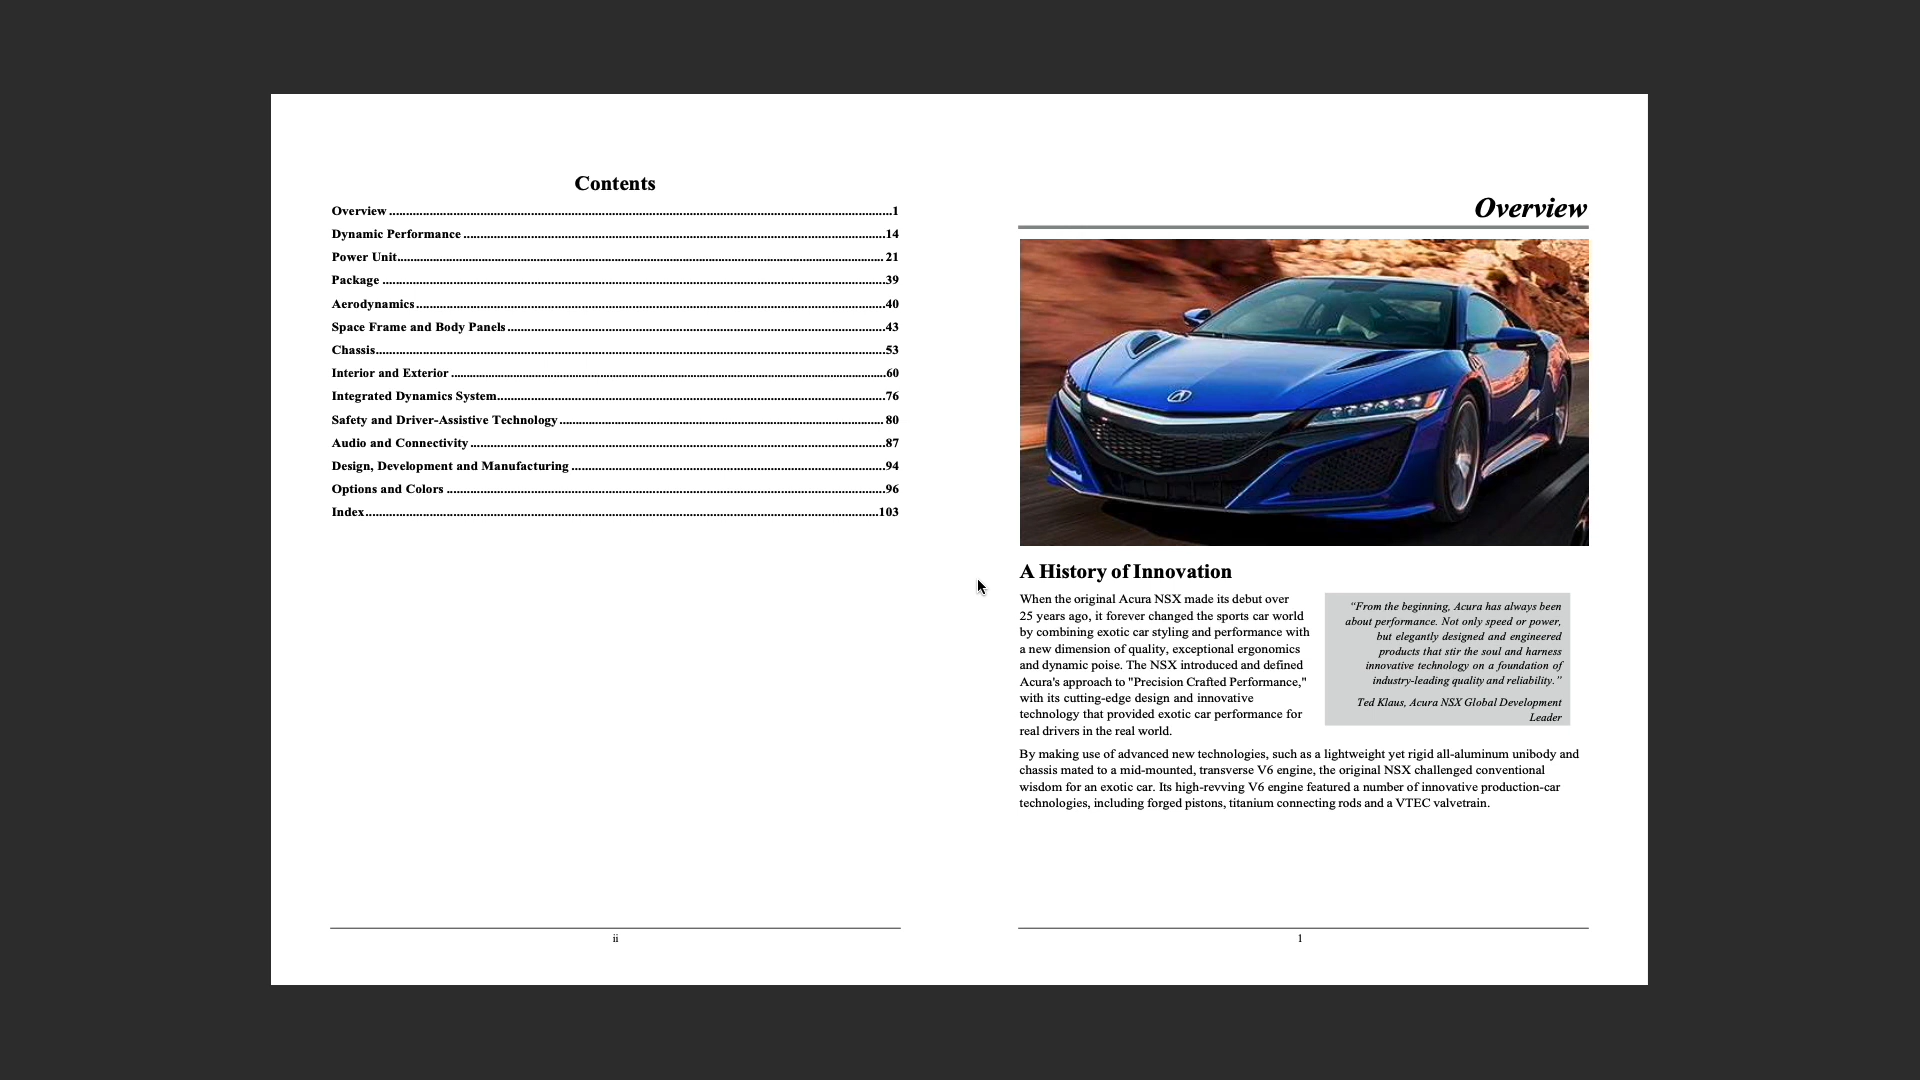 Contents
Overview ........................................................................................................................................................1
Dynamic Performance ...............................................................................................................................14
Power Unit................................................................................................................................................... 21
Package ........................................................................................................................................................39
Aerodynamics..............................................................................................................................................40
Space Frame and Body Panels..................................................................................................................43
Chassis..........................................................................................................................................................53
Interior and Exterior ...................................................................................................................................60
Integrated Dynamics System.....................................................................................................................76
Safety and Driver-Assistive Technology.................................................................................................. 80
Audio and Connectivity .............................................................................................................................87
Design, Development and Manufacturing ...............................................................................................94
Options and Colors .....................................................................................................................................96
Index...........................................................................................................................................................103
ii
Overview
A History of Innovation
When the original Acura NSX made its debut over
25 years ago, it forever changed the sports car world
by combining exotic car styling and performance with
a new dimension of quality, exceptional ergonomics
and dynamic poise. The NSX introduced and defined
Acura's approach to "Precision Crafted Performance,"
with its cutting-edge design and innovative
technology that provided exotic car performance for
real drivers in the real world.
“From the beginning, Acura has always been
about performance. Not only speed or power,
but elegantly designed and engineered
products that stir the soul and harness
innovative technology on a foundation of
industry-leading quality and reliability.”
Ted Klaus, Acura NSX Global Development
Leader
By making use of advanced new technologies, such as a lightweight yet rigid all-aluminum unibody and
chassis mated to a mid-mounted, transverse V6 engine, the original NSX challenged conventional
wisdom for an exotic car. Its high-revving V6 engine featured a number of innovative production-car
technologies, including forged pistons, titanium connecting rods and a VTEC valvetrain.
1